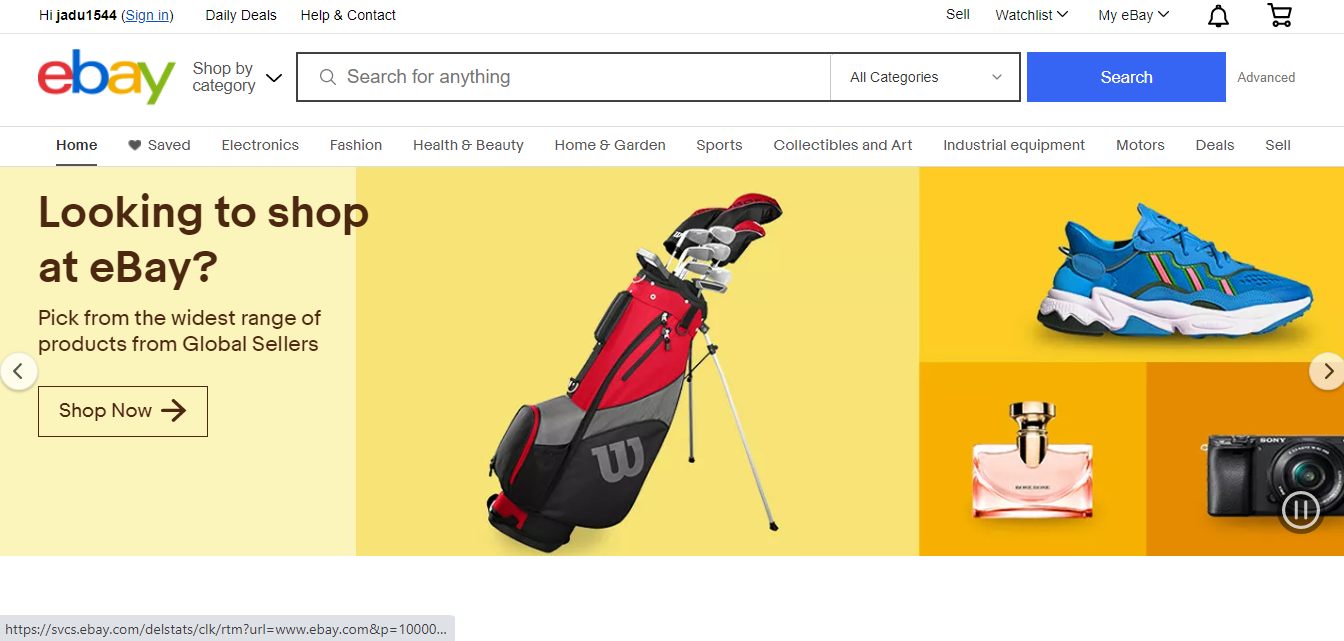 Hi jadu1544 (Sign in) Daily Deals Help & Contact Sell Watchlist My eBay
ebay Shop by category Search for anything All Categories Search Advanced
Home Saved Electronics Fashion Health & Beauty Home & Garden Sports Collectibles and Art Industrial equipment Motors Deals Sell
Looking to shop
at eBay?
Pick from the widest range of
products from Global Sellers
Shop Now
W
SONY
https://svcs.ebay.com/delstats/clk/rtm?url=www.ebay.com&p=10000...